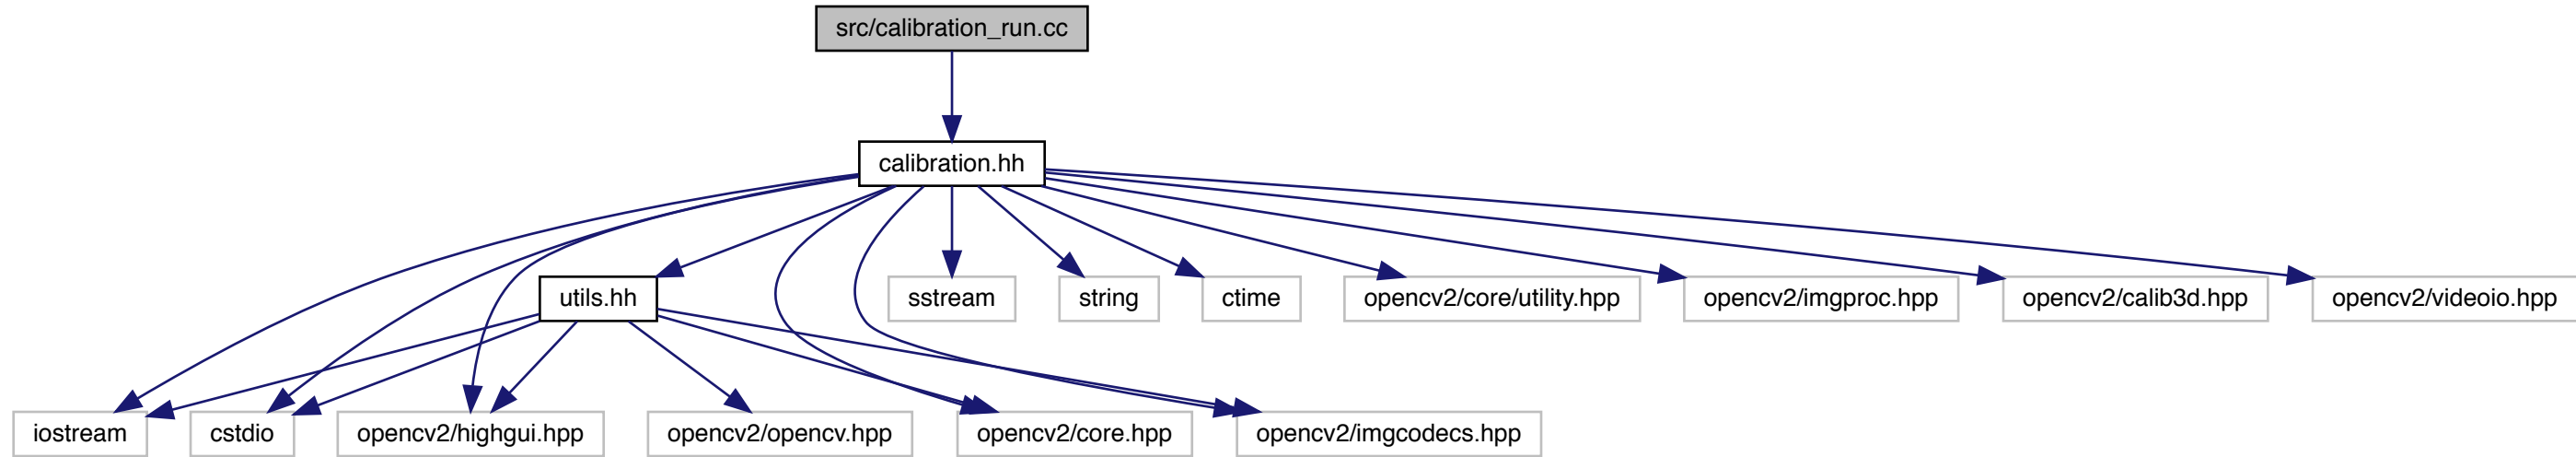 src/calibration_run.cc
calibration.hh
utils.hh
sstream
string
ctime
opencv2/core/utility.hpp
opencv2/imgproc.hpp
opencv2/calib3d.hpp
opencv2/videoio.hpp
iostream
cstdio
opencv2/highgui.hpp
opencv2/opencv.hpp
opencv2/core.hpp
opencv2/imgcodecs.hpp